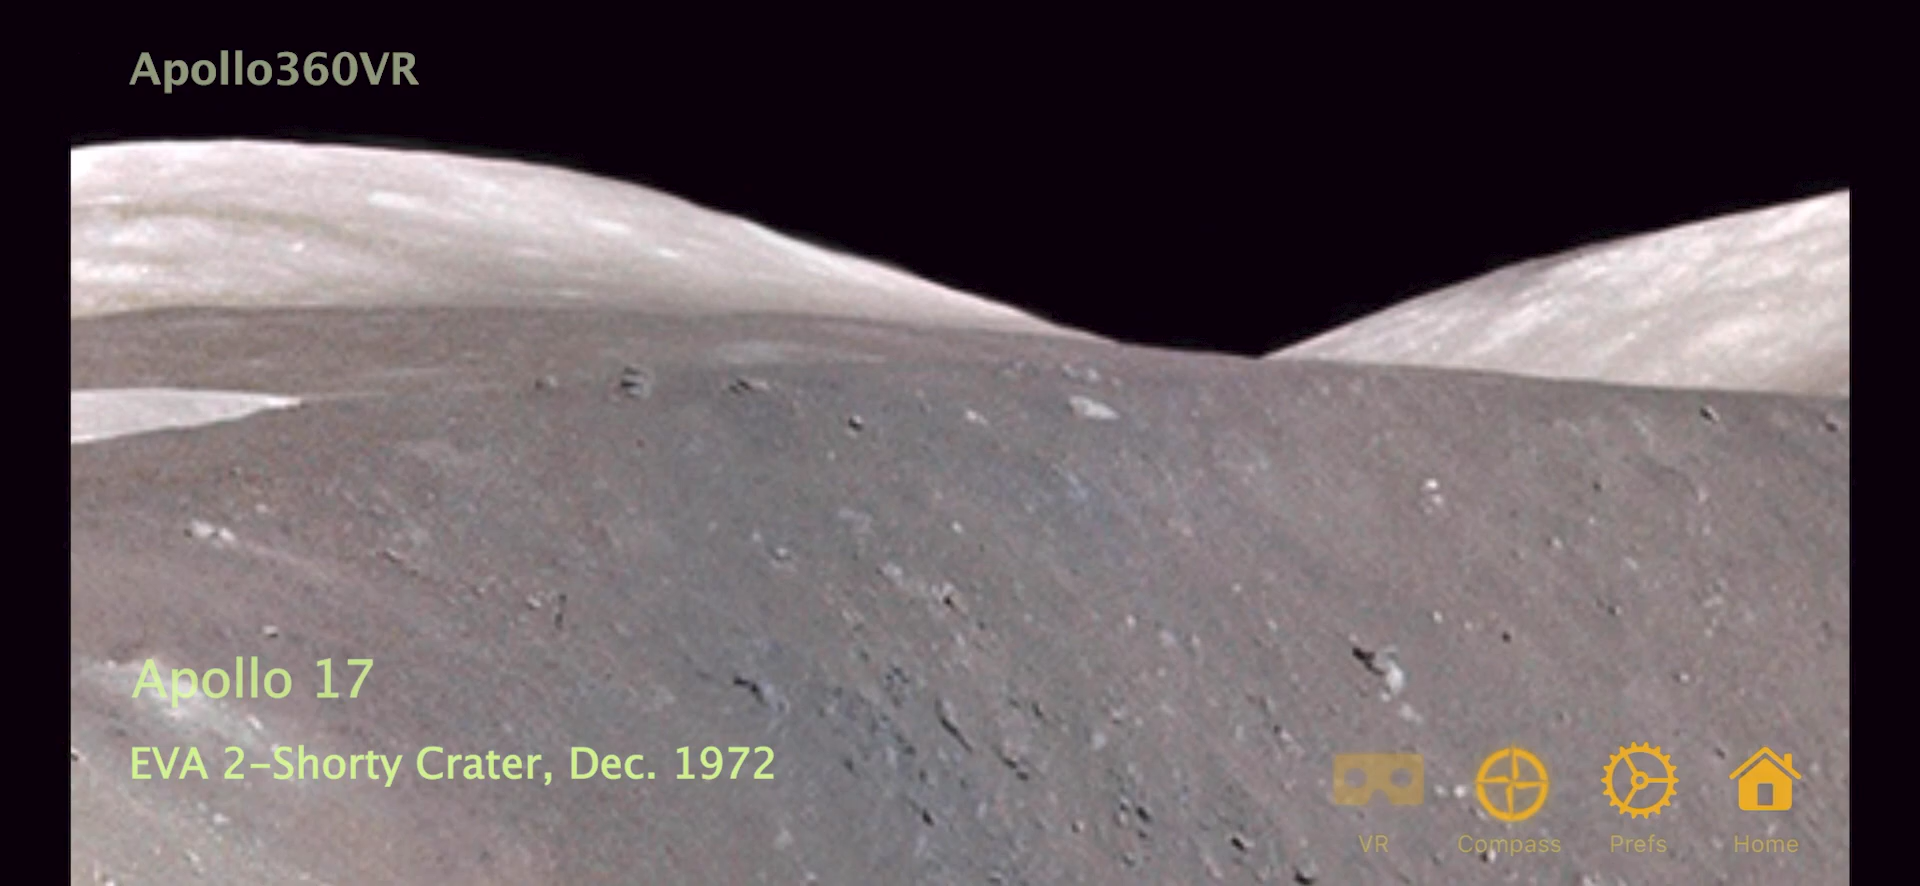 Apollo360VR
Apollo 17
EVA 2-Shorty Crater, Dec. 1972
VR Compass Prefs Home